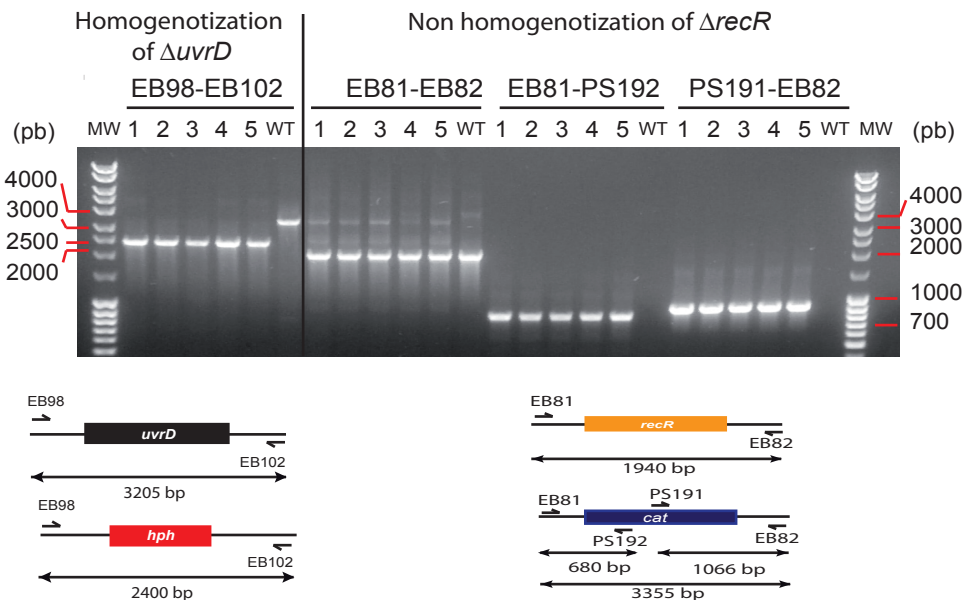 Homogenotization of ΔuvrD
Non homogenotization of ΔrecR
EB98-EB102
EB81-EB82
EB81-PS192
PS191-EB82
(pb) MW 1 2 3 4 5 WT 1 2 3 4 5 WT 1 2 3 4 5 WT 1 2 3 4 5 WT MW (pb)
4000
3000
2500
2000
4000
3000
2000
1000
700
EB98
uvrD
EB102
3205 bp
EB98
hph
EB102
2400 bp
EB81
recR
EB82
1940 bp
EB81
PS191
cat
PS192
EB82
680 bp
1066 bp
3355 bp